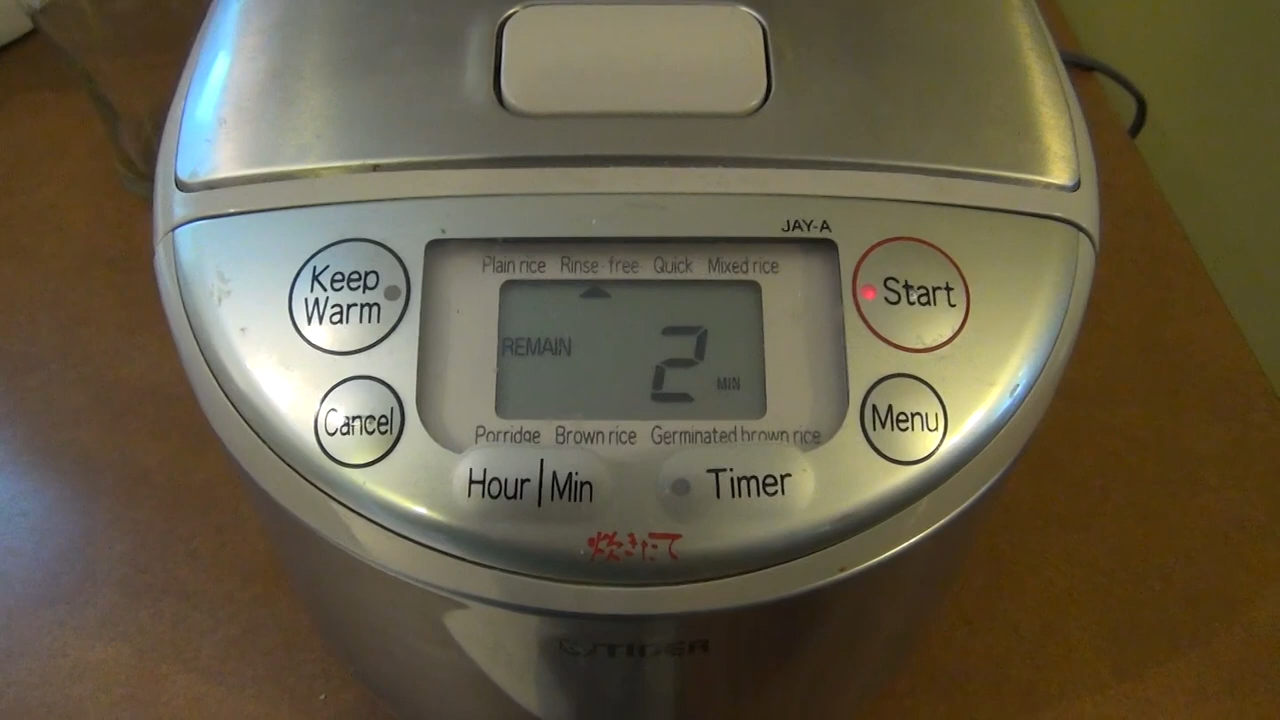 JAY-A
Plain rice Rinse-free Quick Mixed rice
Keep
Warm
Start
REMAIN 2 MIN
Cancel
Menu
Porridge Brown rice Germinated brown rice
Hour|Min Timer
炊きたて
TIGER